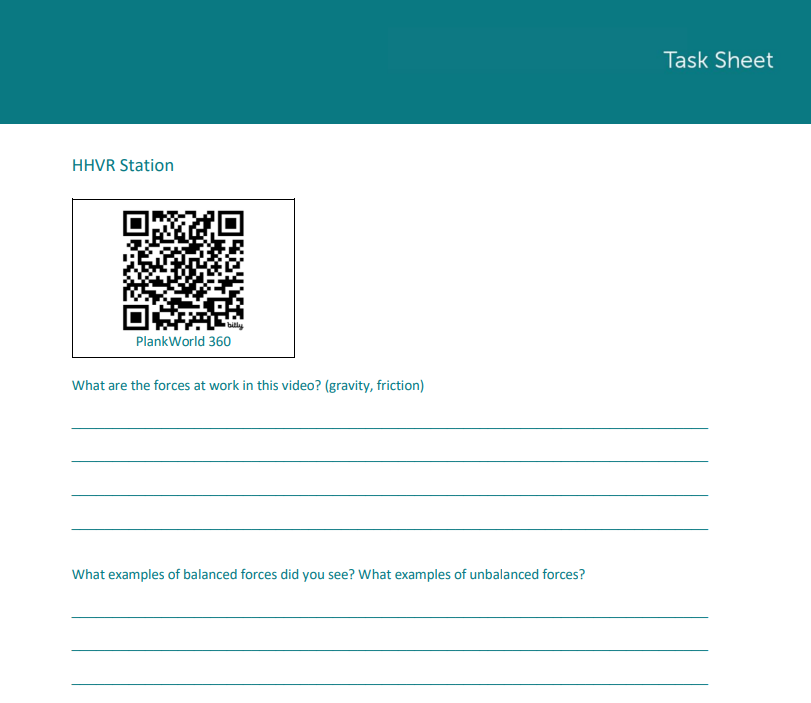 Task Sheet
HHVR Station
bitly
PlankWorld 360
What are the forces at work in this video? (gravity, friction)
What examples of balanced forces did you see? What examples of unbalanced forces?